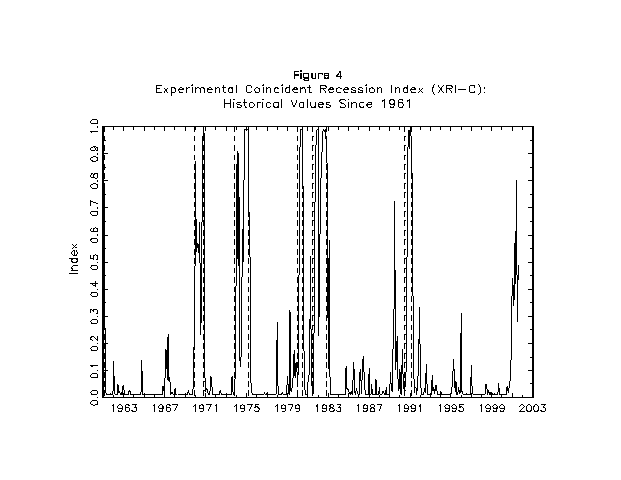 Figure 4
Experimental Coincident Recession Index (XRI-C):
Historical Values Since 1961
1.0
0.9
0.8
0.7
0.6
0.5
0.4
0.3
0.2
0.1
0.0
Index
1963 1967 1971 1975 1979 1983 1987 1991 1995 1999 2003